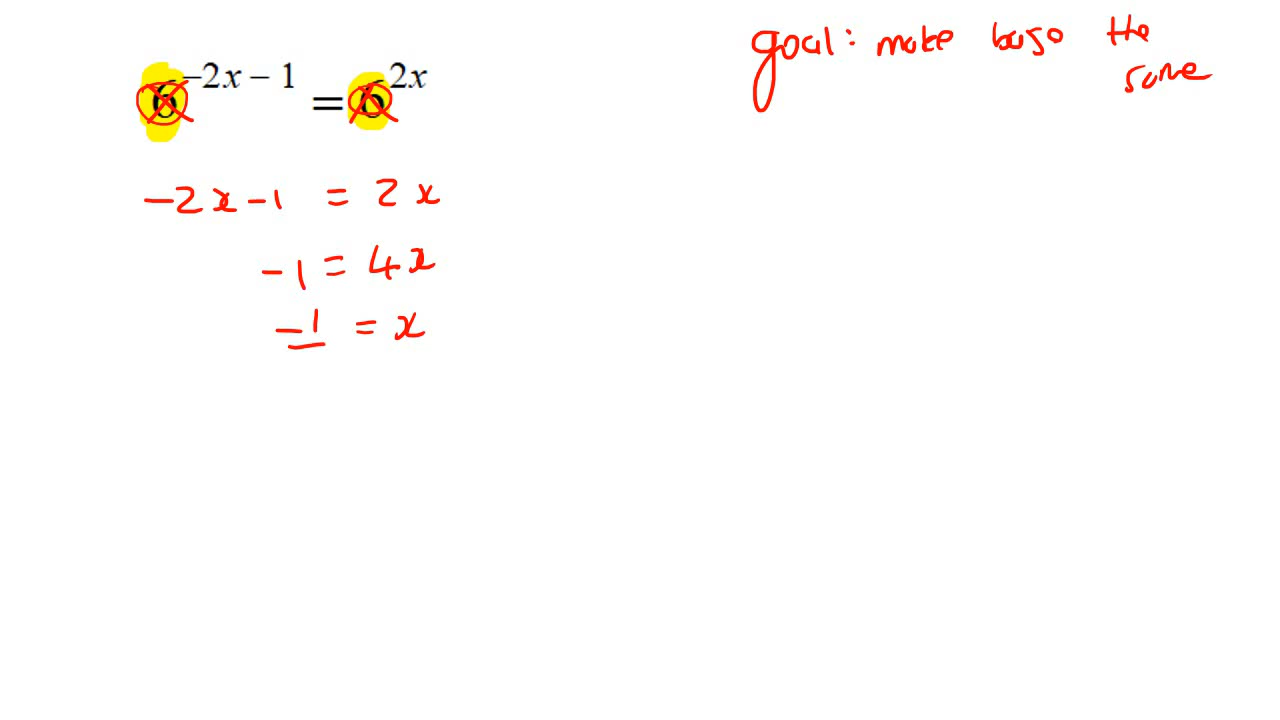 goal: make base the
same
6^{-2x – 1} = 6^{2x}
-2x -1 = 2x
-1 = 4x
-1 = x